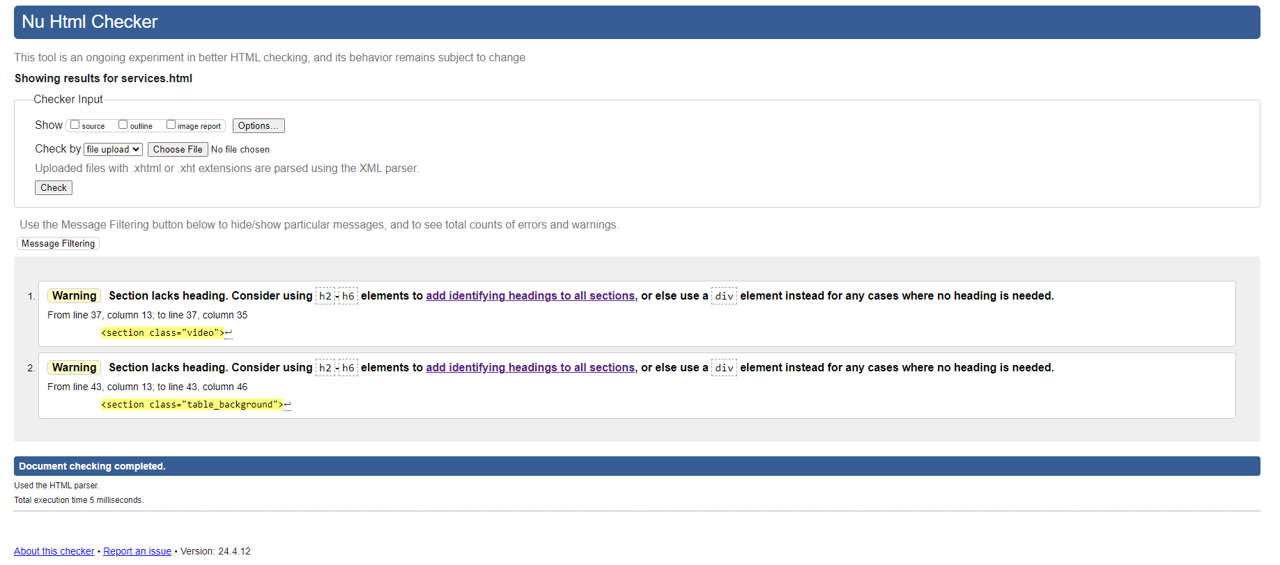 Nu Html Checker
This tool is an ongoing experiment in better HTML checking, and its behavior remains subject to change
Showing results for services.html
Checker Input
Show source outline image report Options...
Check by file upload Choose File No file chosen
Uploaded files with .xhtml or .xht extensions are parsed using the XML parser.
Check
Use the Message Filtering button below to hide/show particular messages, and to see total counts of errors and warnings.
Message Filtering
1. Warning Section lacks heading. Consider using h2-h6 elements to add identifying headings to all sections, or else use a div element instead for any cases where no heading is needed.
From line 37, column 13; to line 37, column 35
<section class="video">↩
2. Warning Section lacks heading. Consider using h2-h6 elements to add identifying headings to all sections, or else use a div element instead for any cases where no heading is needed.
From line 43, column 13; to line 43, column 46
<section class="table_background">↩
Document checking completed.
Used the HTML parser.
Total execution time 5 milliseconds.
About this checker • Report an issue • Version: 24.4.12